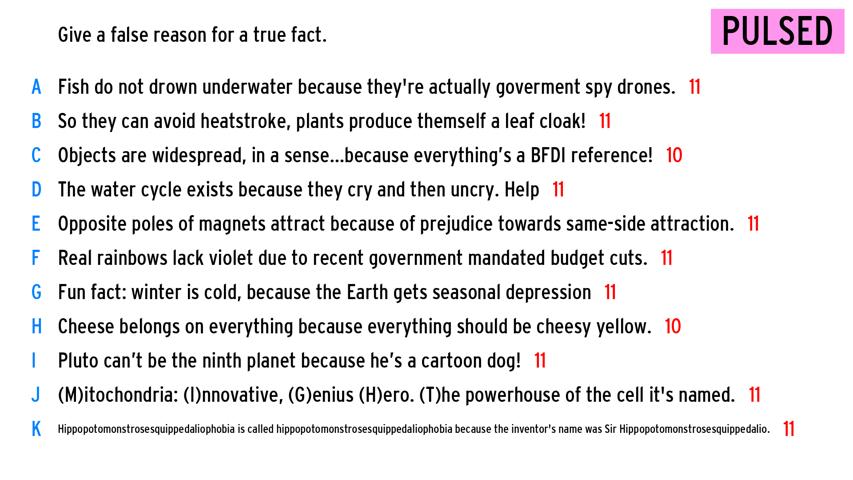 Give a false reason for a true fact.
PULSED
A Fish do not drown underwater because they're actually goverment spy drones. 11
B So they can avoid heatstroke, plants produce themself a leaf cloak! 11
C Objects are widespread, in a sense...because everything's a BFDI reference! 10
D The water cycle exists because they cry and then uncry. Help 11
E Opposite poles of magnets attract because of prejudice towards same-side attraction. 11
F Real rainbows lack violet due to recent government mandated budget cuts. 11
G Fun fact: winter is cold, because the Earth gets seasonal depression 11
H Cheese belongs on everything because everything should be cheesy yellow. 10
I Pluto can't be the ninth planet because he's a cartoon dog! 11
J (M)itochondria: (I)nnovative, (G)enius (H)ero. (T)he powerhouse of the cell it's named. 11
K Hippopotomonstrosesquippedaliophobia is called hippopotomonstrosesquippedaliophobia because the inventor's name was Sir Hippopotomonstrosesquippedalio. 11